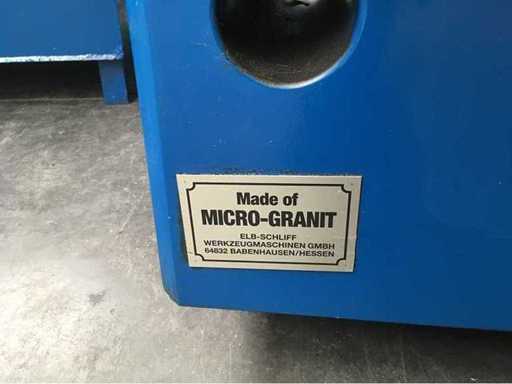 Made of
MICRO-GRANIT
ELB-SCHLIFF
WERKZEUGMASCHINEN GMBH
64832 BABENHAUSEN/HESSEN